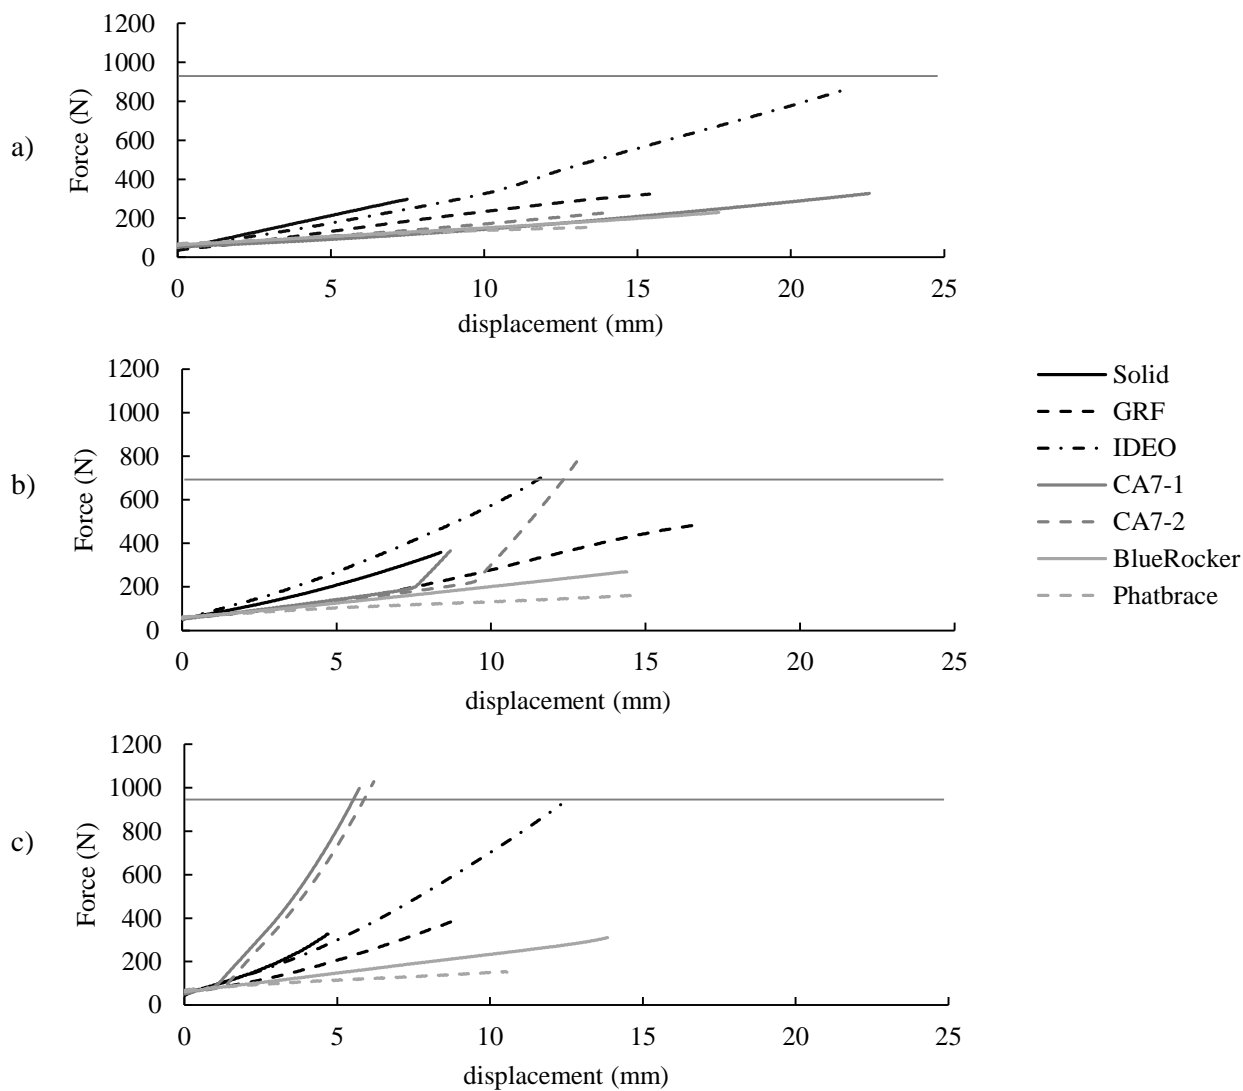 a)
Force (N)
1200
1000
800
600
400
200
0
0 5 10 15 20 25
displacement (mm)
b)
Force (N)
1200
1000
800
600
400
200
0
0 5 10 15 20 25
displacement (mm)
Solid
GRF
IDEO
CA7-1
CA7-2
BlueRocker
Phatbrace
c)
Force (N)
1200
1000
800
600
400
200
0
0 5 10 15 20 25
displacement (mm)